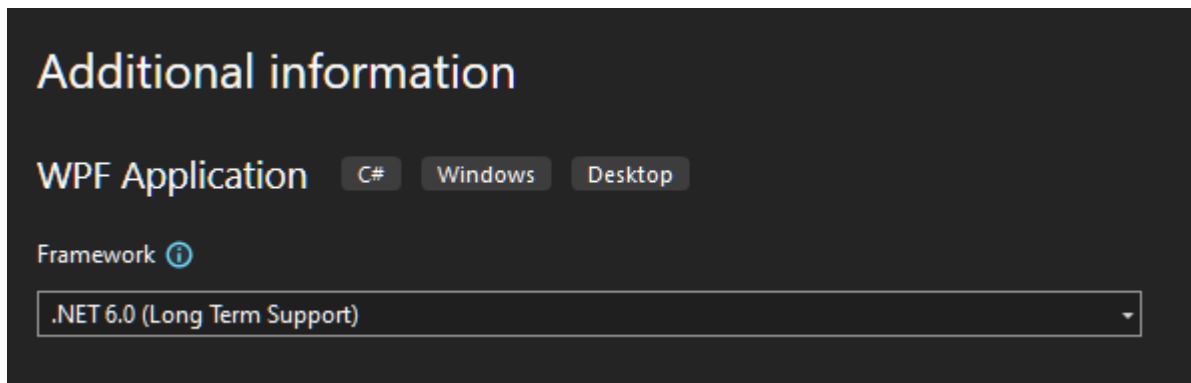 Additional information
WPF Application C# Windows Desktop
Framework
.NET 6.0 (Long Term Support)